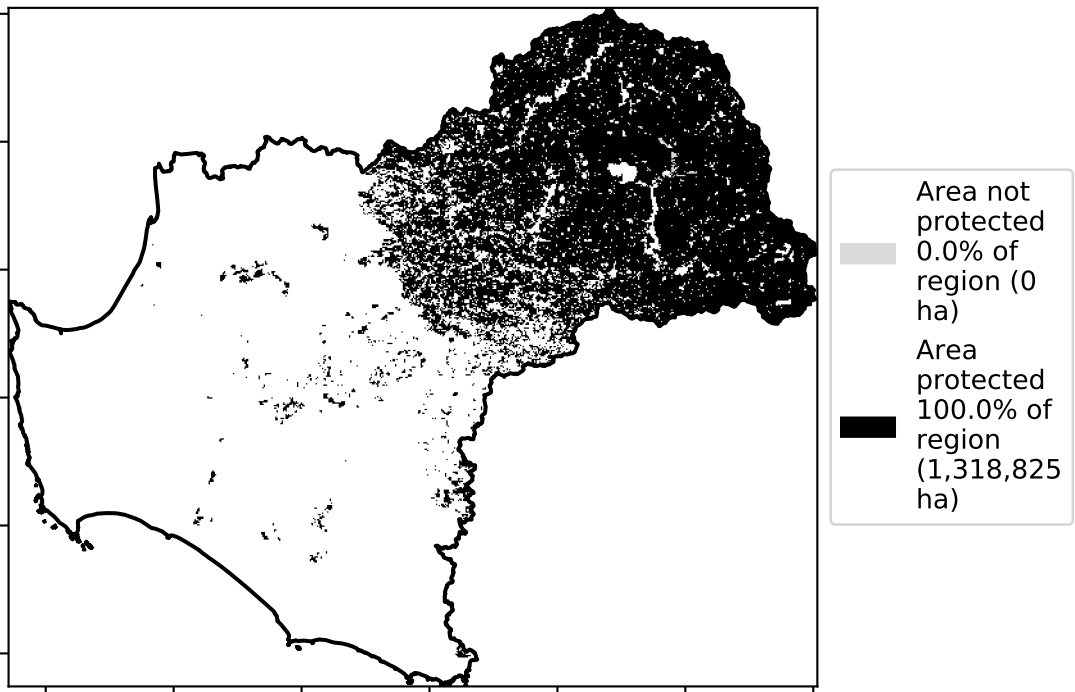 Area not
protected
0.0% of
region (0
ha)
Area
protected
100.0% of
region
(1,318,825
ha)